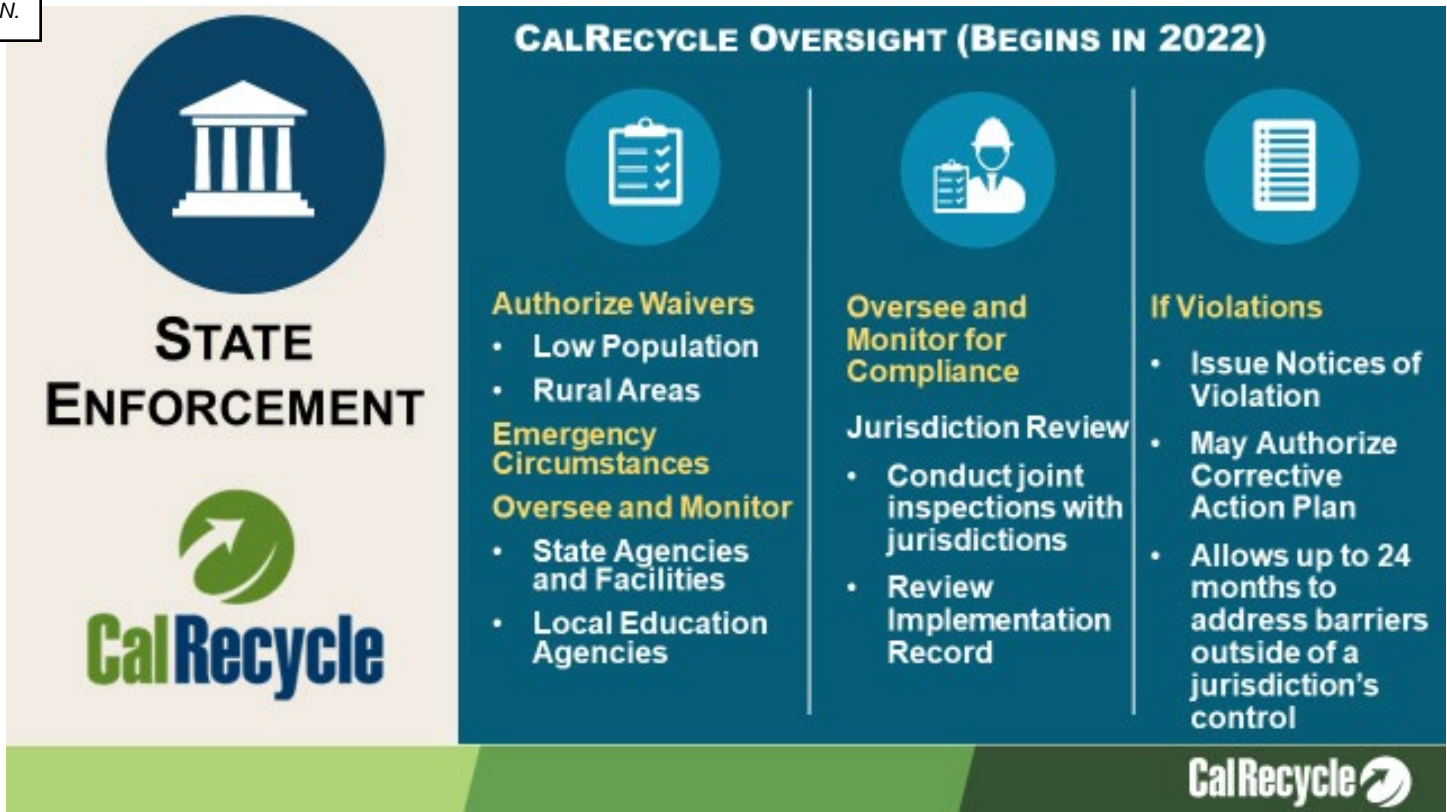 N.
CALRECYCLE OVERSIGHT (BEGINS IN 2022)
STATE
ENFORCEMENT
CalRecycle
Authorize Waivers
• Low Population
• Rural Areas
Emergency
Circumstances
Oversee and Monitor
• State Agencies
and Facilities
• Local Education
Agencies
Oversee and
Monitor for
Compliance
Jurisdiction Review
• Conduct joint
inspections with
jurisdictions
• Review
Implementation
Record
If Violations
• Issue Notices of
Violation
• May Authorize
Corrective
Action Plan
• Allows up to 24
months to
address barriers
outside of a
jurisdiction's
control
CalRecycle